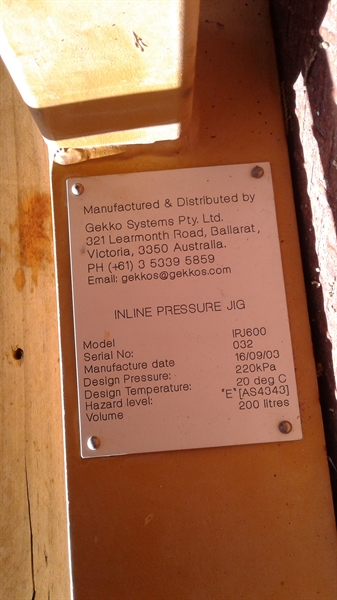 Manufactured & Distributed by
Gekko Systems Pty. Ltd.
321 Learmonth Road, Ballarat,
Victoria, 3350 Australia.
PH (+61) 3 5339 5859
Email: gekkos@gekkos.com
INLINE PRESSURE JIG
Model IPJ600
Serial No: 032
Manufacture date 16/09/03
Design Pressure: 220kPa
Design Temperature: 20 deg C
Hazard level: "E"[AS4343]
Volume 200 litres